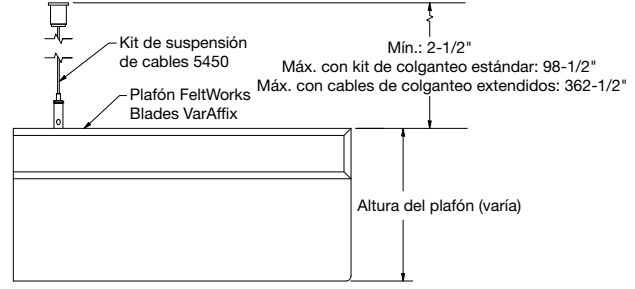 Kit de suspensión
de cables 5450
Plafón FeltWorks
Blades VarAffix
Mín.: 2-1/2"
Máx. con kit de colganteo estándar: 98-1/2"
Máx. con cables de colganteo extendidos: 362-1/2"
Altura del plafón (varía)